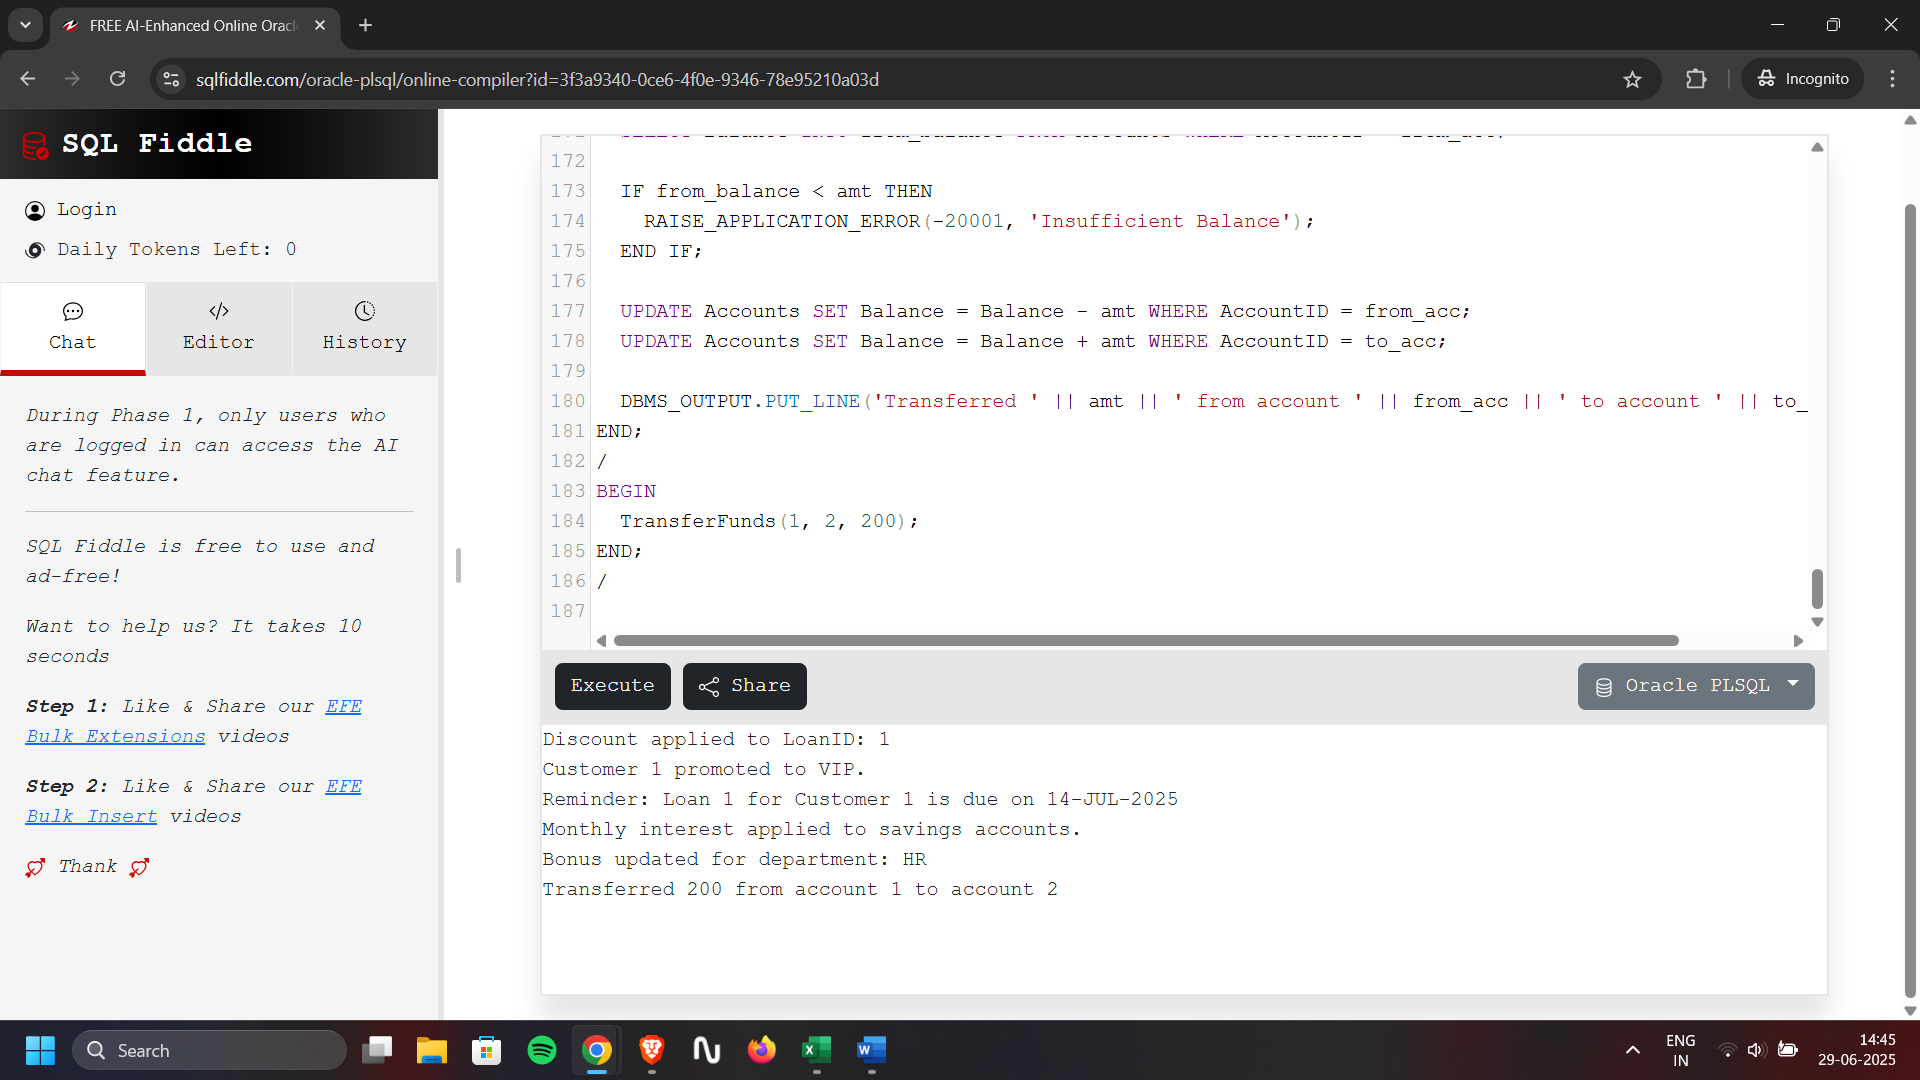 FREE AI-Enhanced Online Oracl
sqlfiddle.com/oracle-plsql/online-compiler?id=3f3a9340-0ce6-4f0e-9346-78e95210a03d
Incognito
SQL Fiddle
Login
Daily Tokens Left: 0
Chat
Editor
History
During Phase 1, only users who
are logged in can access the AI
chat feature.
SQL Fiddle is free to use and
ad-free!
Want to help us? It takes 10
seconds
Step 1: Like & Share our EFE
Bulk Extensions videos
Step 2: Like & Share our EFE
Bulk Insert videos
Thank
172
173 IF from_balance < amt THEN
174 RAISE_APPLICATION_ERROR(-20001, 'Insufficient Balance');
175 END IF;
176
177 UPDATE Accounts SET Balance = Balance - amt WHERE AccountID = from_acc;
178 UPDATE Accounts SET Balance = Balance + amt WHERE AccountID = to_acc;
179
180 DBMS_OUTPUT.PUT_LINE('Transferred ' || amt || ' from account ' || from_acc || ' to account ' || to_
181 END;
182 /
183 BEGIN
184 TransferFunds(1, 2, 200);
185 END;
186 /
187
Execute
Share
Oracle PLSQL
Discount applied to LoanID: 1
Customer 1 promoted to VIP.
Reminder: Loan 1 for Customer 1 is due on 14-JUL-2025
Monthly interest applied to savings accounts.
Bonus updated for department: HR
Transferred 200 from account 1 to account 2
Search
ENG
IN
14:45
29-06-2025